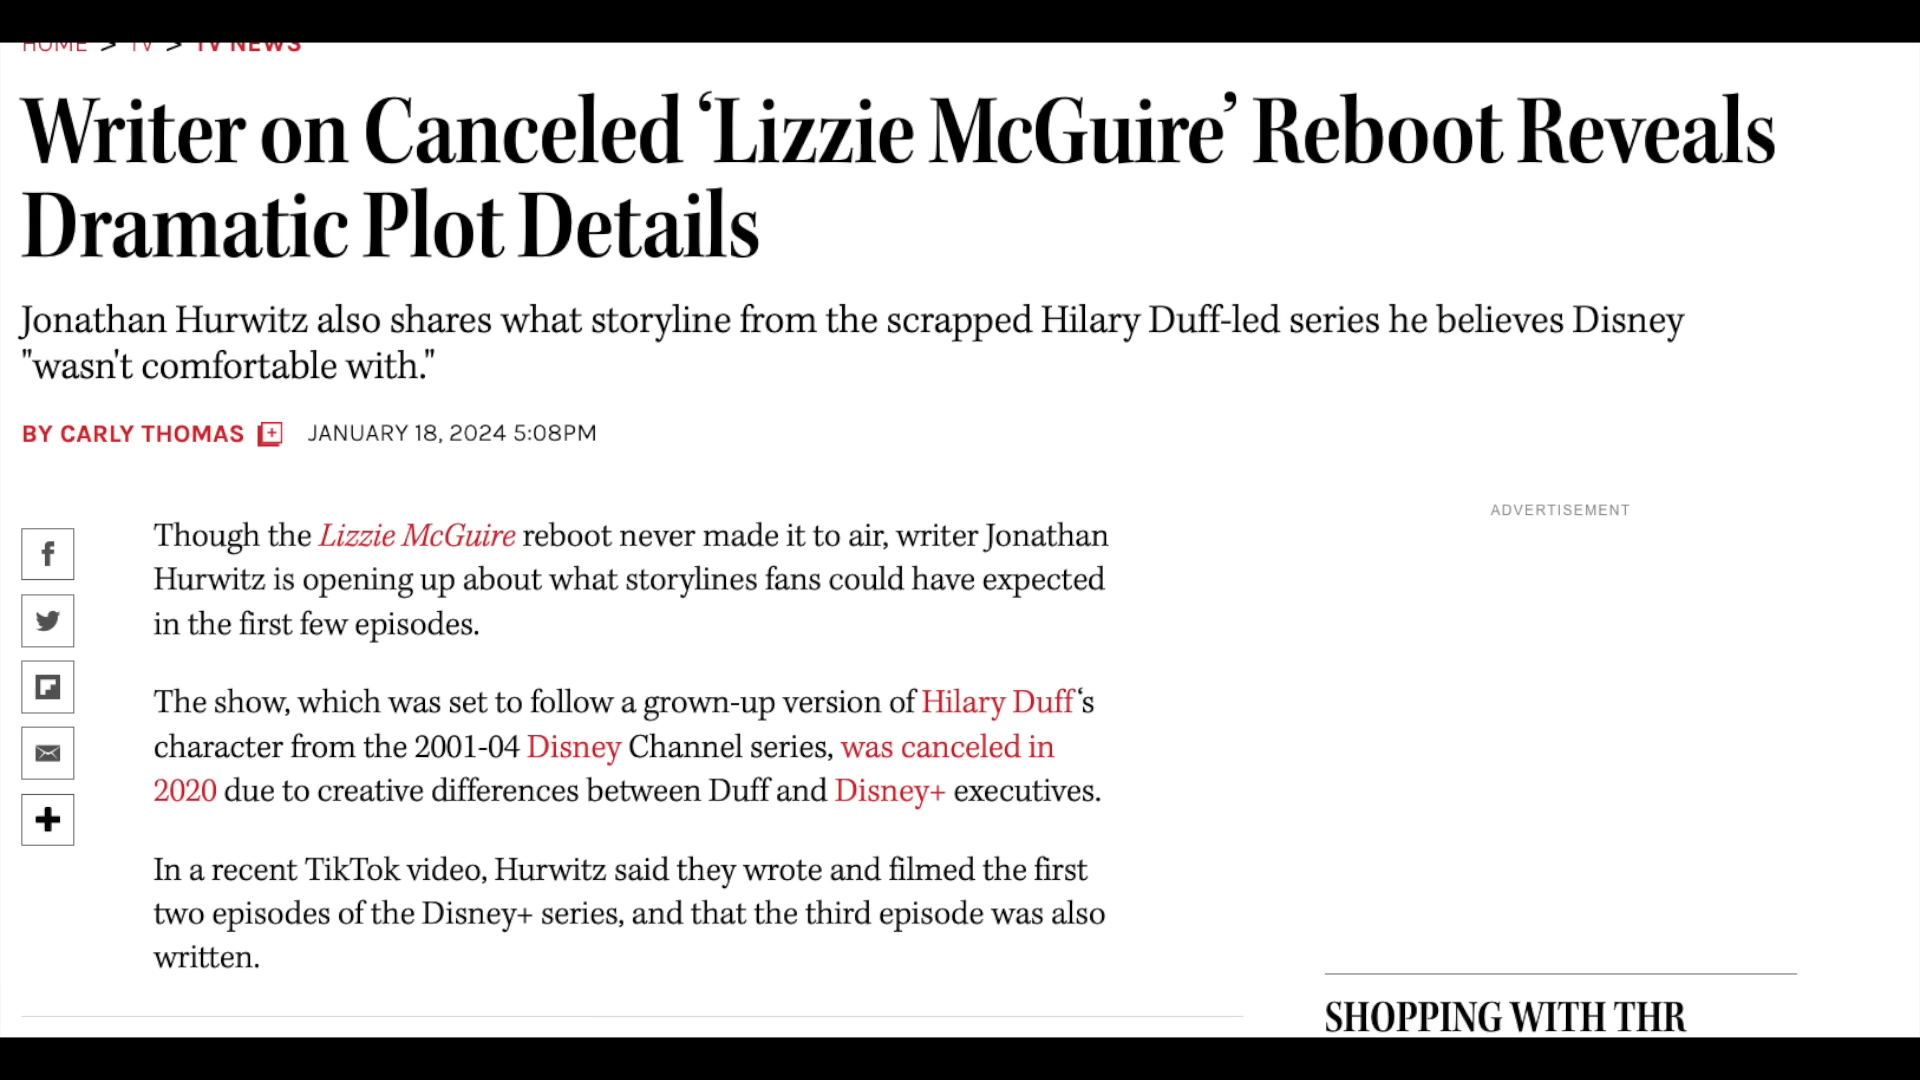 HOME > TV > TV NEWS
Writer on Canceled ‘Lizzie McGuire’ Reboot Reveals
Dramatic Plot Details
Jonathan Hurwitz also shares what storyline from the scrapped Hilary Duff-led series he believes Disney
"wasn't comfortable with."
BY CARLY THOMAS JANUARY 18, 2024 5:08PM
ADVERTISEMENT
Though the Lizzie McGuire reboot never made it to air, writer Jonathan
Hurwitz is opening up about what storylines fans could have expected
in the first few episodes.
The show, which was set to follow a grown-up version of Hilary Duff‘s
character from the 2001-04 Disney Channel series, was canceled in
2020 due to creative differences between Duff and Disney+ executives.
In a recent TikTok video, Hurwitz said they wrote and filmed the first
two episodes of the Disney+ series, and that the third episode was also
written.
SHOPPING WITH THR